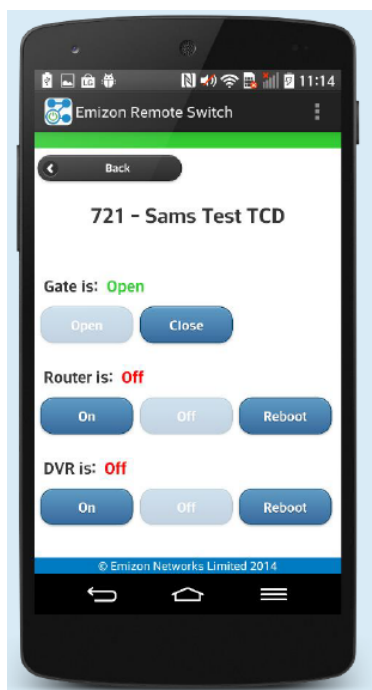 11:14
Emizon Remote Switch
Back
721 - Sams Test TCD
Gate is: Open
Open Close
Router is: Off
On Off Reboot
DVR is: Off
On Off Reboot
© Emizon Networks Limited 2014